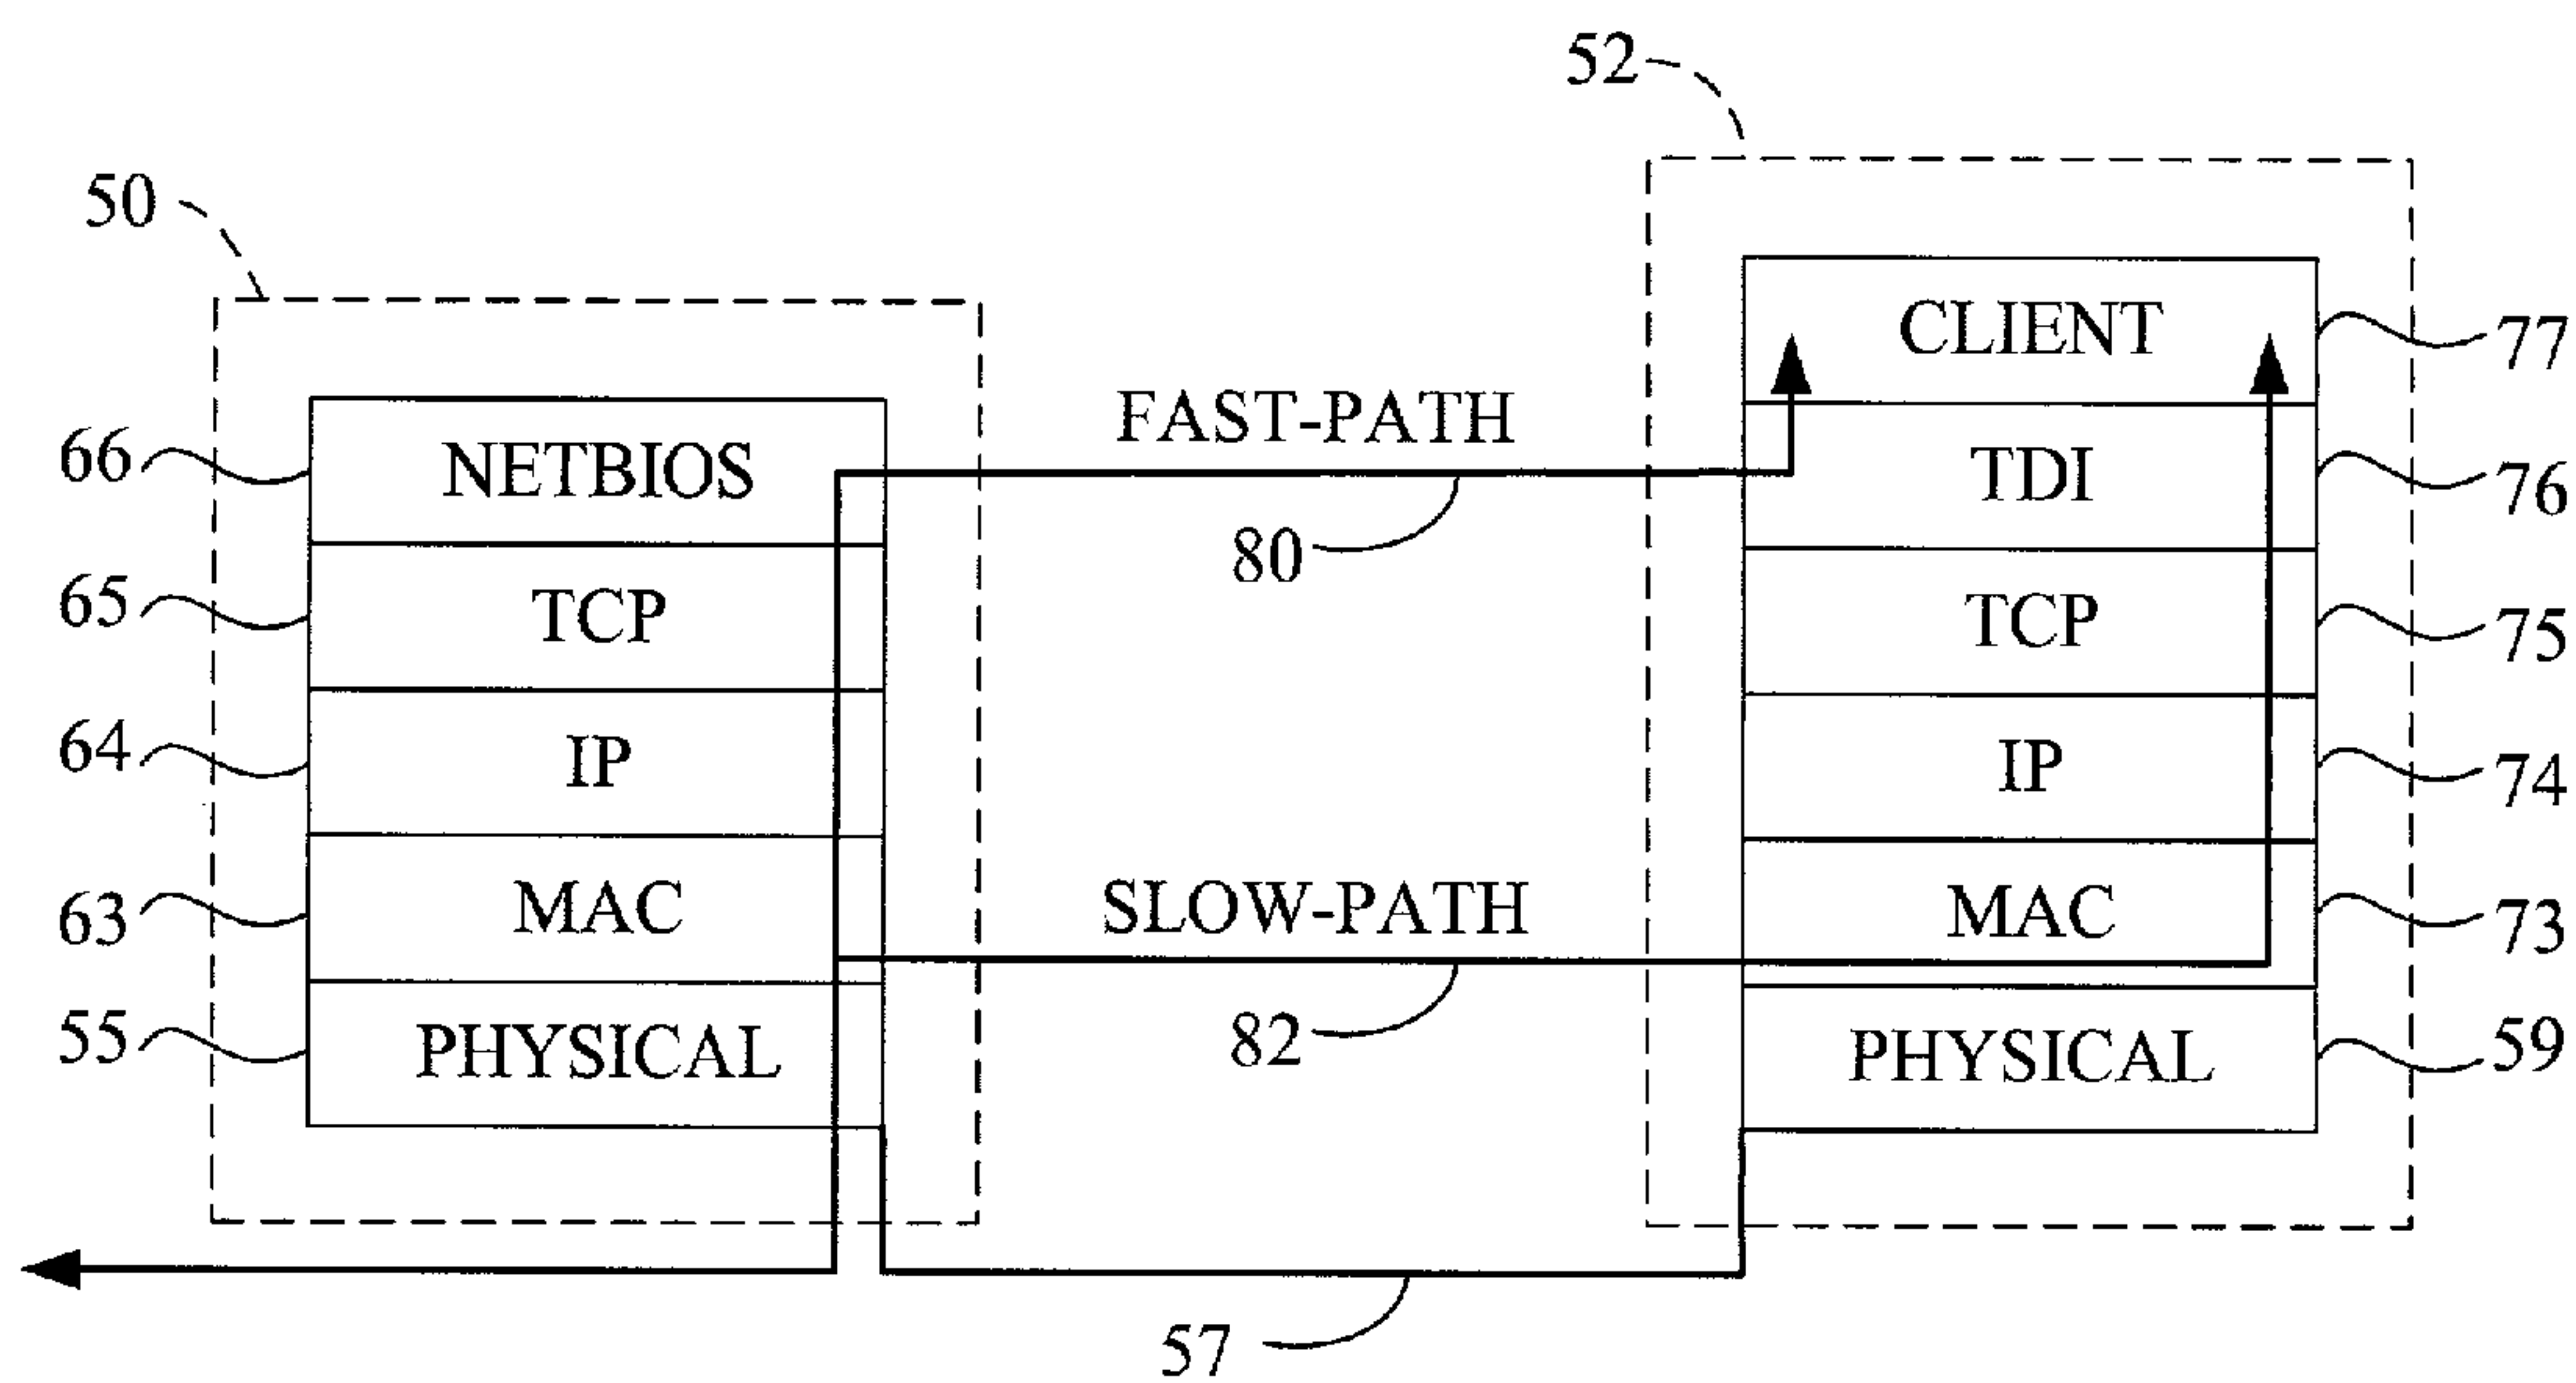 52
50
CLIENT
77
FAST-PATH
66
NETBIOS
TDI
76
80
65
TCP
TCP
75
64
IP
IP
74
63
MAC
SLOW-PATH
MAC
73
55
PHYSICAL
82
PHYSICAL
59
57